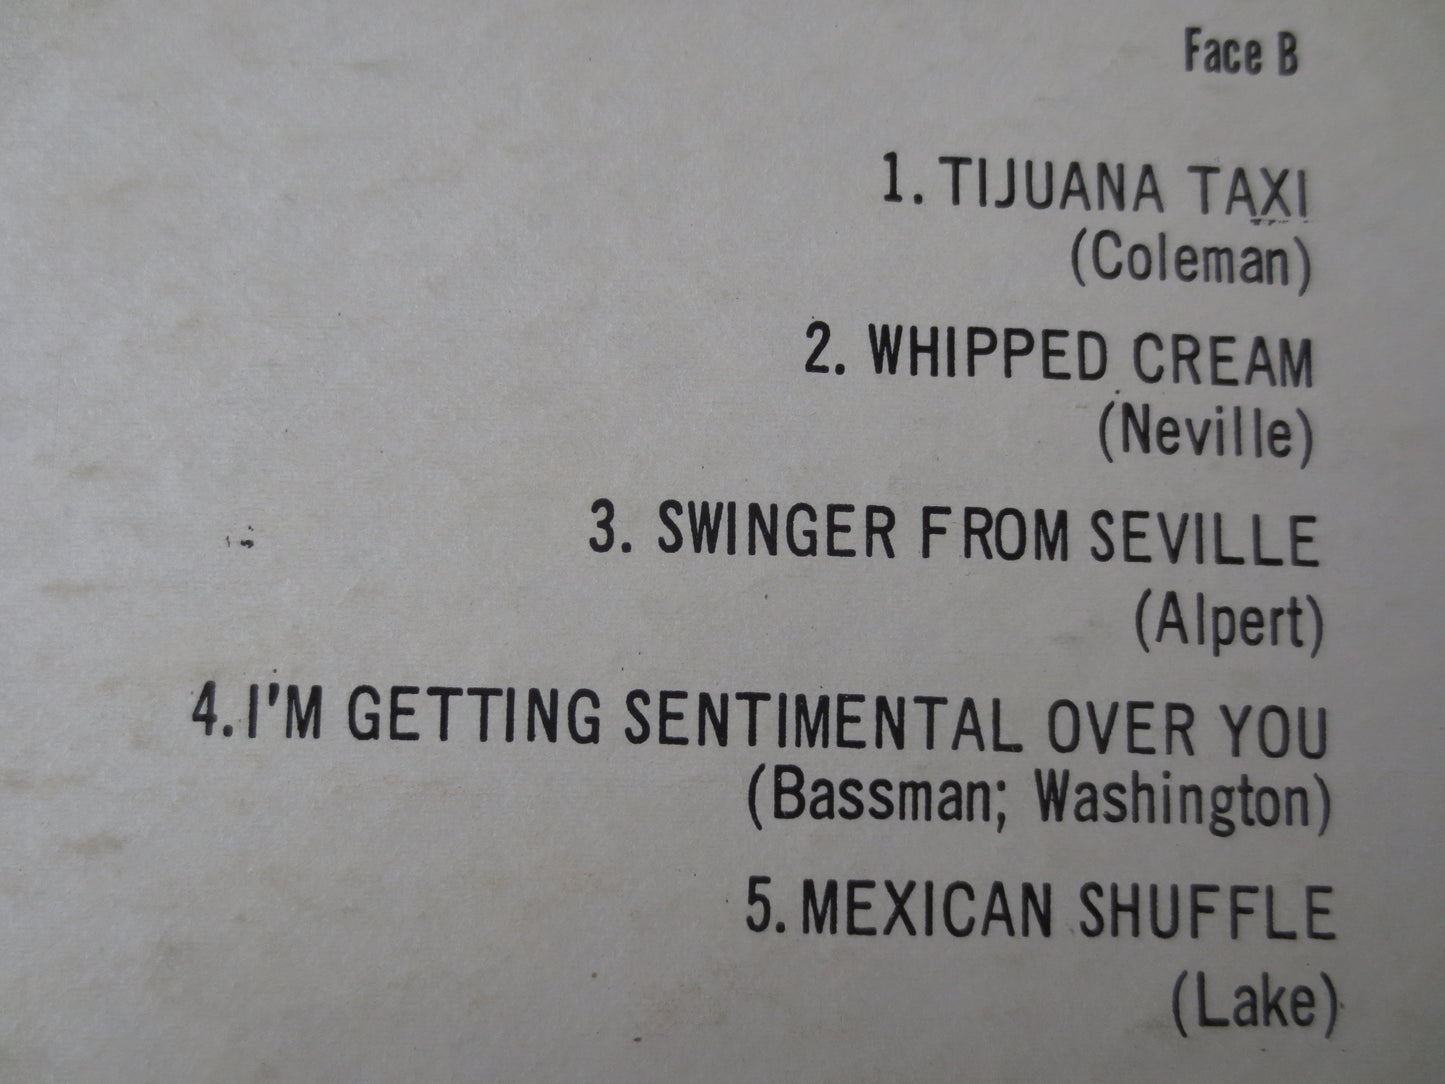 Face B
1. TIJUANA TAXI
(Coleman)
2. WHIPPED CREAM
(Neville)
3. SWINGER FROM SEVILLE
(Alpert)
4. I'M GETTING SENTIMENTAL OVER YOU
(Bassman; Washington)
5. MEXICAN SHUFFLE
(Lake)